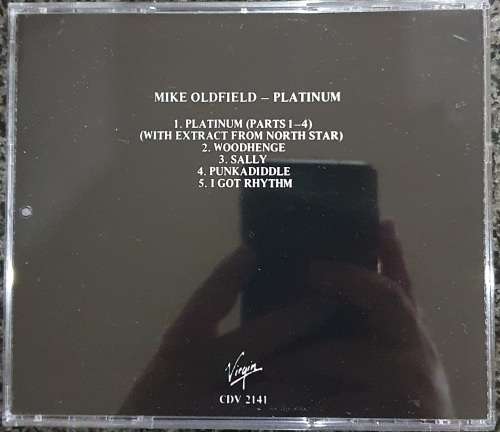 MIKE OLDFIELD – PLATINUM
1. PLATINUM (PARTS 1–4)
(WITH EXTRACT FROM NORTH STAR)
2. WOODHENGE
3. SALLY
4. PUNKADIDDLE
5. I GOT RHYTHM
Virgin
CDV 2141